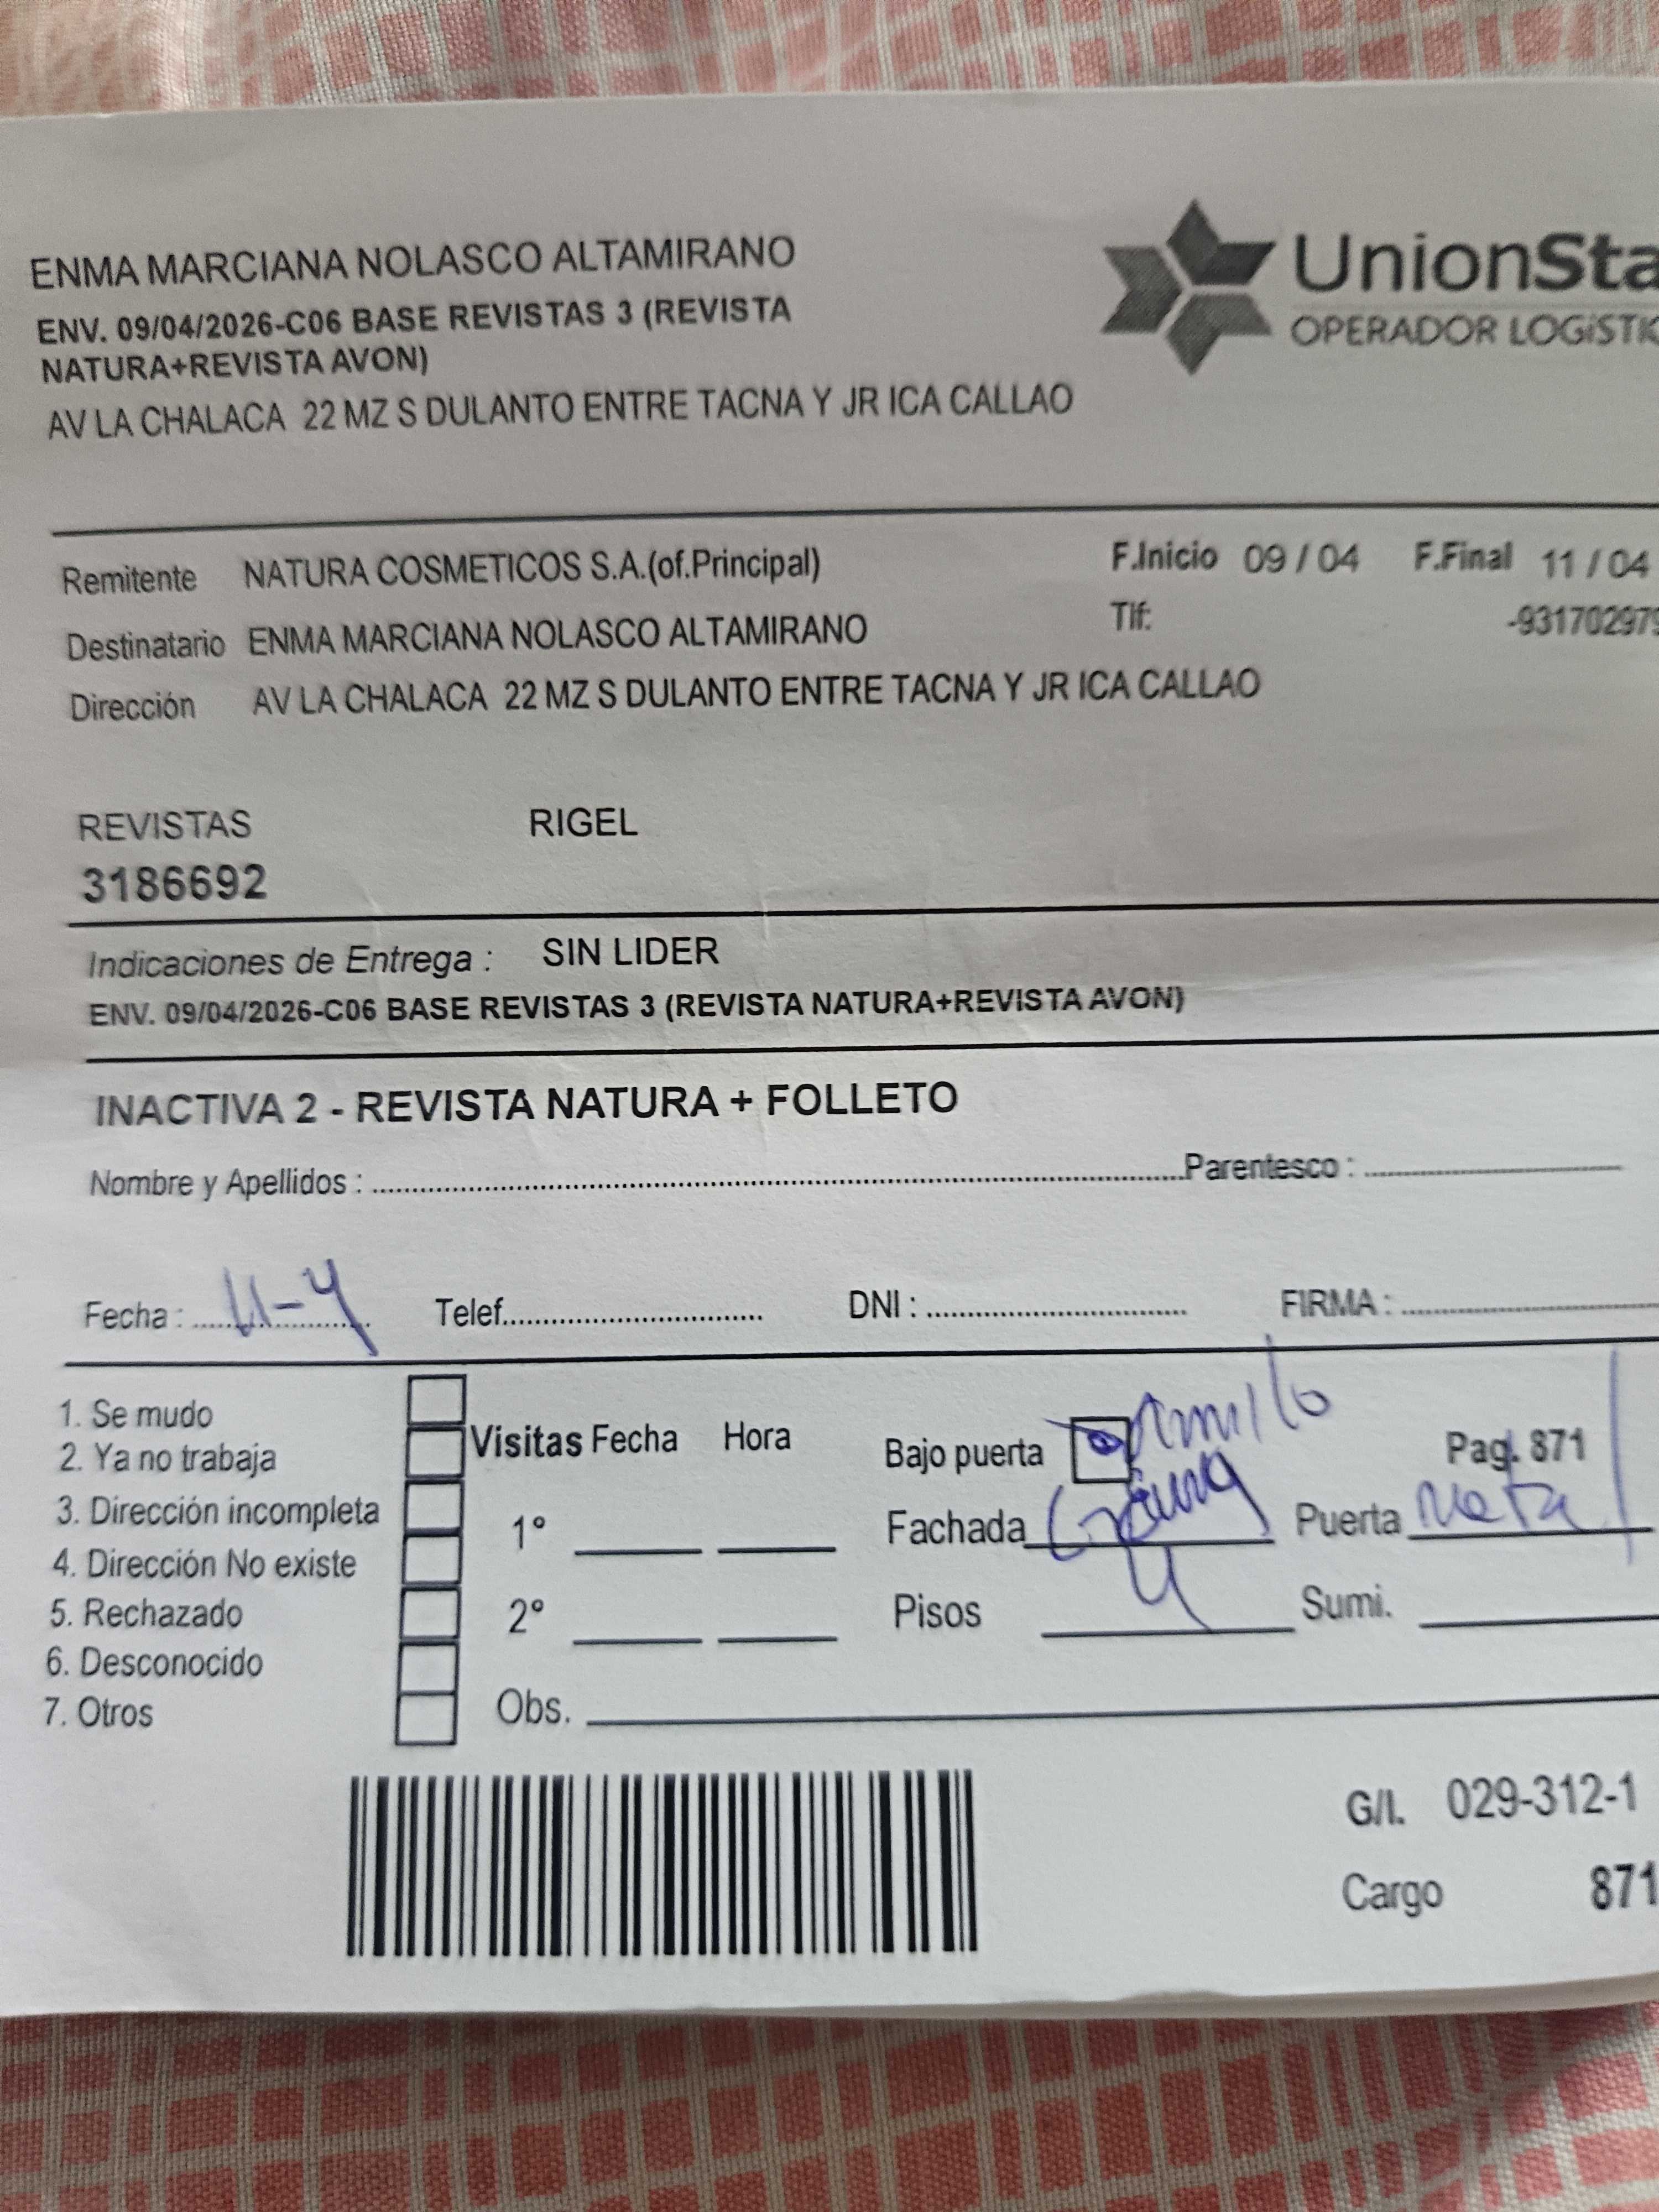 ENMA MARCIANA NOLASCO ALTAMIRANO
ENV. 09/04/2026-C06 BASE REVISTAS 3 (REVISTA
NATURA+REVISTA AVON)
AV LA CHALACA 22 MZ S DULANTO ENTRE TACNA Y JR ICA CALLAO
UnionSta
OPERADOR LOGíSTIC
Remitente NATURA COSMETICOS S.A.(of.Principal) F.Inicio 09 / 04 F.Final 11 / 04
Destinatario ENMA MARCIANA NOLASCO ALTAMIRANO Tlf: -931702979
Dirección AV LA CHALACA 22 MZ S DULANTO ENTRE TACNA Y JR ICA CALLAO
REVISTAS RIGEL
3186692
Indicaciones de Entrega : SIN LIDER
ENV. 09/04/2026-C06 BASE REVISTAS 3 (REVISTA NATURA+REVISTA AVON)
INACTIVA 2 - REVISTA NATURA + FOLLETO
Nombre y Apellidos : Parentesco :
Fecha : 11-4 Telef. DNI : FIRMA :
1. Se mudo
2. Ya no trabaja
3. Dirección incompleta
4. Dirección No existe
5. Rechazado
6. Desconocido
7. Otros
Visitas Fecha Hora
1°
2°
Obs.
Bajo puerta Pag. 871
Fachada Puerta
Pisos 4 Sumi.
G/I. 029-312-1
Cargo 871